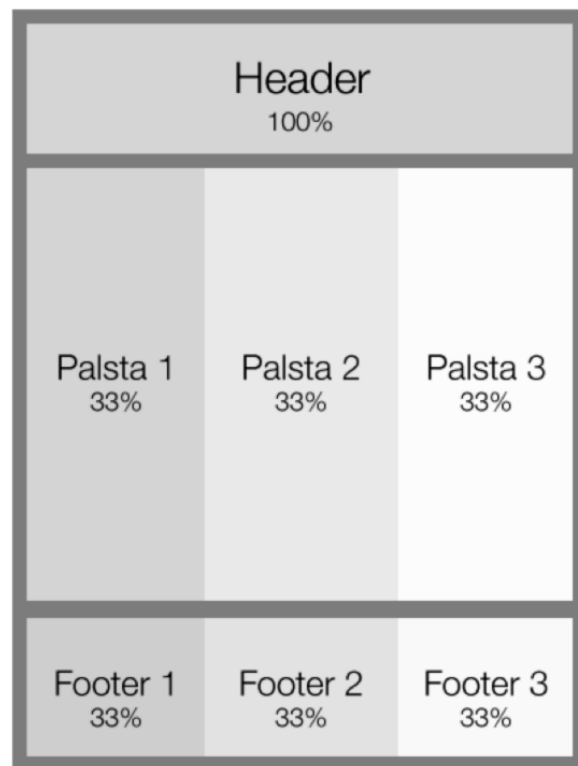 Header
100%
Palsta 1
33%
Palsta 2
33%
Palsta 3
33%
Footer 1
33%
Footer 2
33%
Footer 3
33%